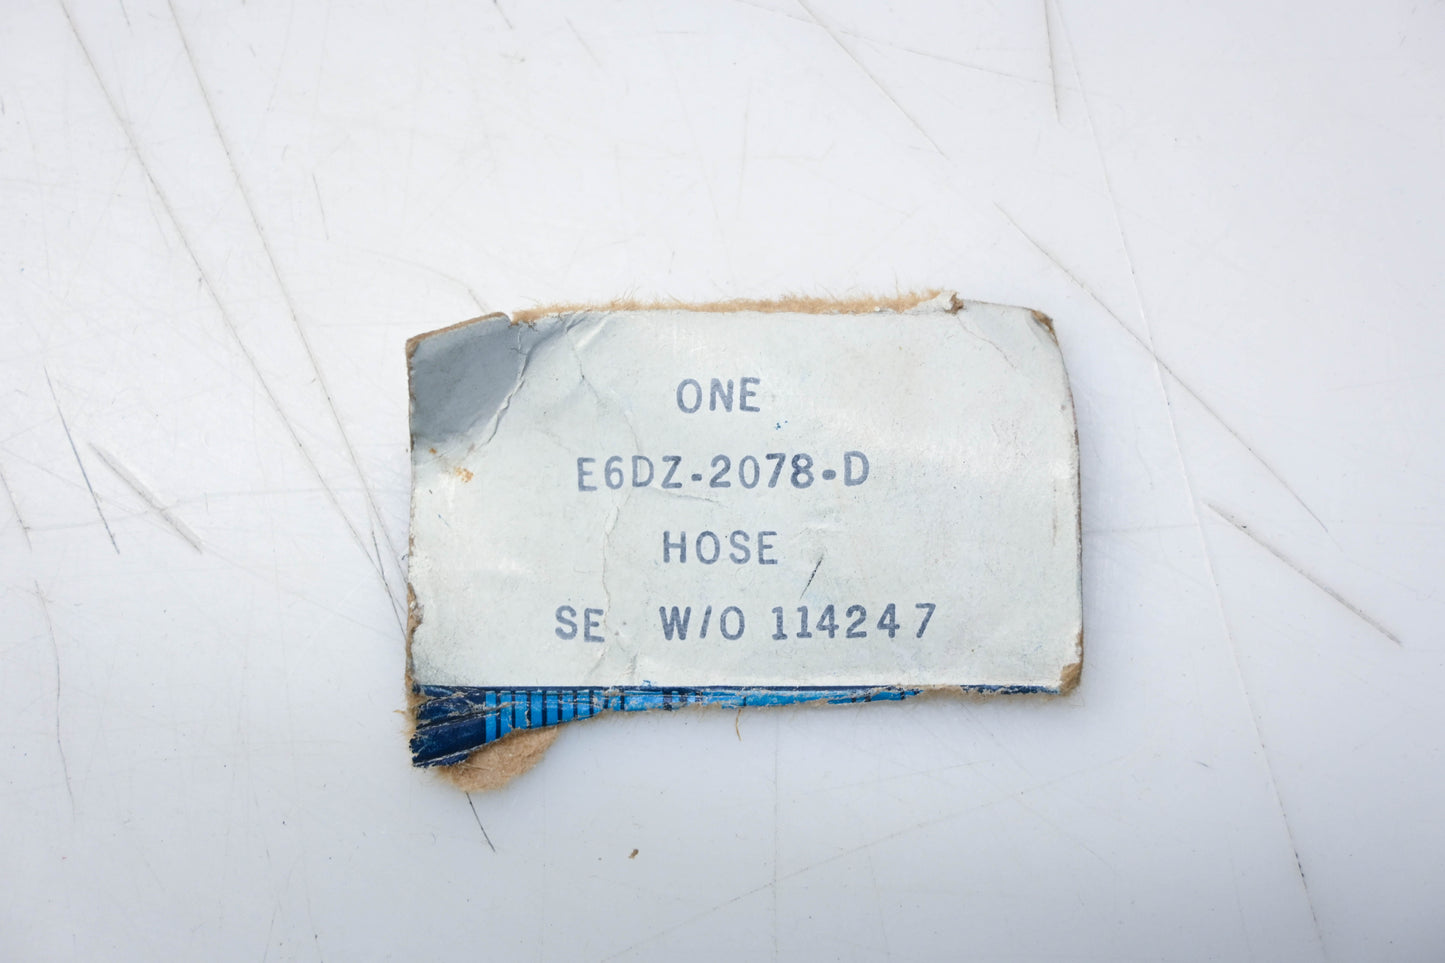 ONE
E6DZ-2078-D
HOSE
SE W/O 114247